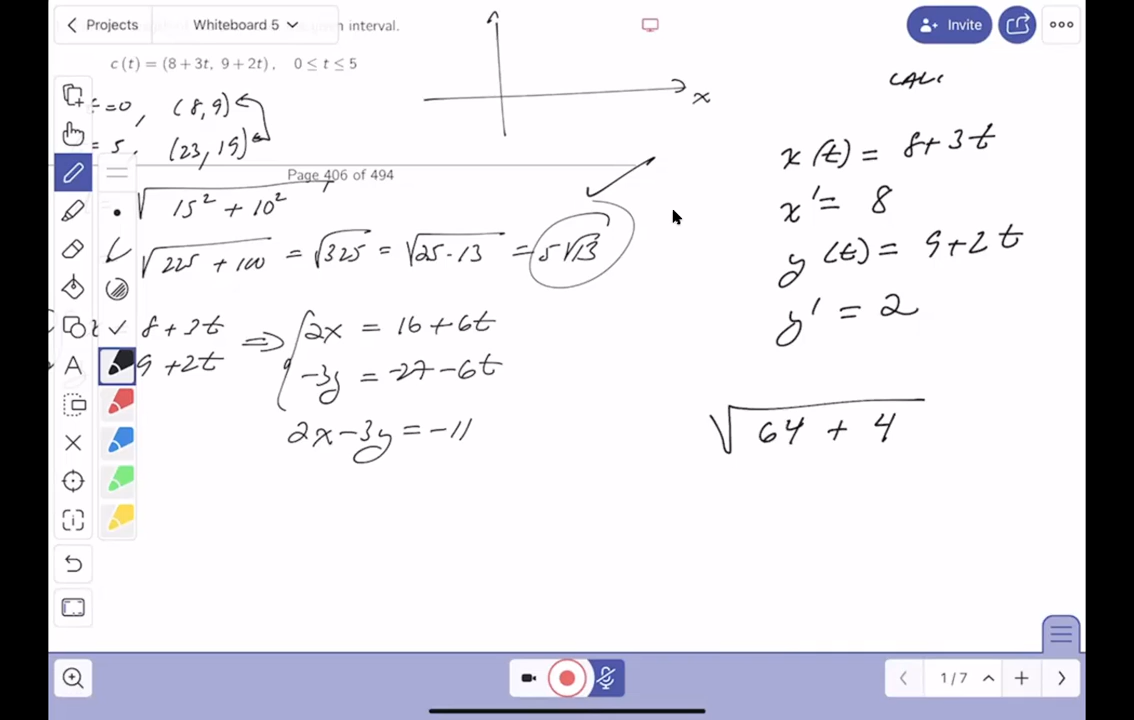 Projects
Whiteboard 5
Invite
interval.
c (t) = (8 + 3t, 9 + 2t), 0 ≤ t ≤ 5
=0, (8,9)
= 5, (23, 19)
x
Page 406 of 494
√15² + 10²
√225 + 100 = √325 = √25 · 13 = 5√13
8 + 3t ⇒ 2x = 16 + 6t
9 + 2t -3y = -27 - 6t
2x - 3y = -11
x(t) = 8 + 3t
x' = 8
y(t) = 9 + 2t
y' = 2
√64 + 4
1 / 7